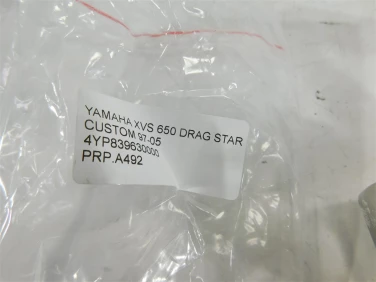 YAMAHA XVS 650 DRAG STAR
CUSTOM 97-05
4YP839630000
PRP.A492